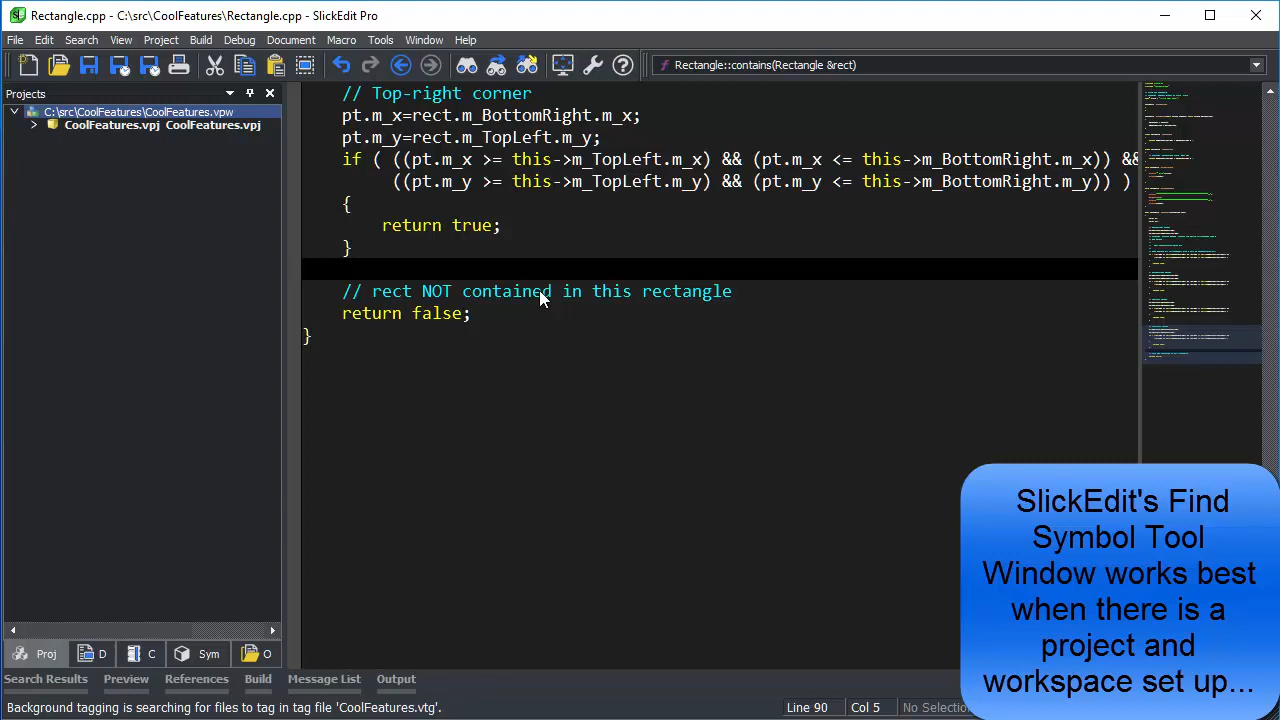 Rectangle.cpp - C:\src\CoolFeatures\Rectangle.cpp - SlickEdit Pro
File Edit Search View Project Build Debug Document Macro Tools Window Help
Rectangle::contains(Rectangle &rect)
Projects
C:\src\CoolFeatures\CoolFeatures.vpw
CoolFeatures.vpj CoolFeatures.vpj
// Top-right corner
pt.m_x=rect.m_BottomRight.m_x;
pt.m_y=rect.m_TopLeft.m_y;
if ( ((pt.m_x >= this->m_TopLeft.m_x) && (pt.m_x <= this->m_BottomRight.m_x)) &&
((pt.m_y >= this->m_TopLeft.m_y) && (pt.m_y <= this->m_BottomRight.m_y)) )
{
return true;
}
// rect NOT contained in this rectangle
return false;
}
SlickEdit's Find
Symbol Tool
Window works best
when there is a
project and
workspace set up...
Proj D C Sym O
Search Results Preview References Build Message List Output
Background tagging is searching for files to tag in tag file 'CoolFeatures.vtg'. Line 90 Col 5 No Selection